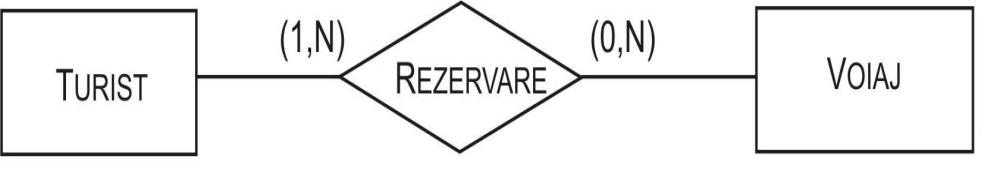 (1,N) (0,N)
TURIST REZERVARE VOIAJ